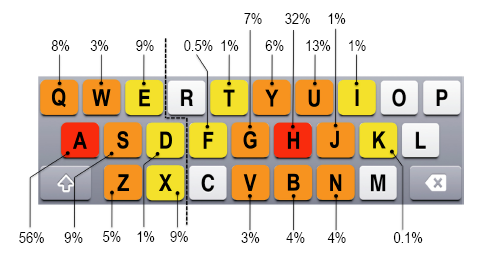 7% 32% 1%
8% 3% 9% 0.5% 1% 6% 13% 1%
Q W E R T Y U I O P
A S D F G H J K L
Z X C V B N M
56% 9% 5% 1% 9% 3% 4% 4% 0.1%